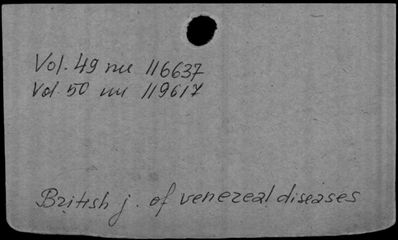 Vol. 49 nu 116637
Vol. 50 nu 119617
British j. of venereal diseases